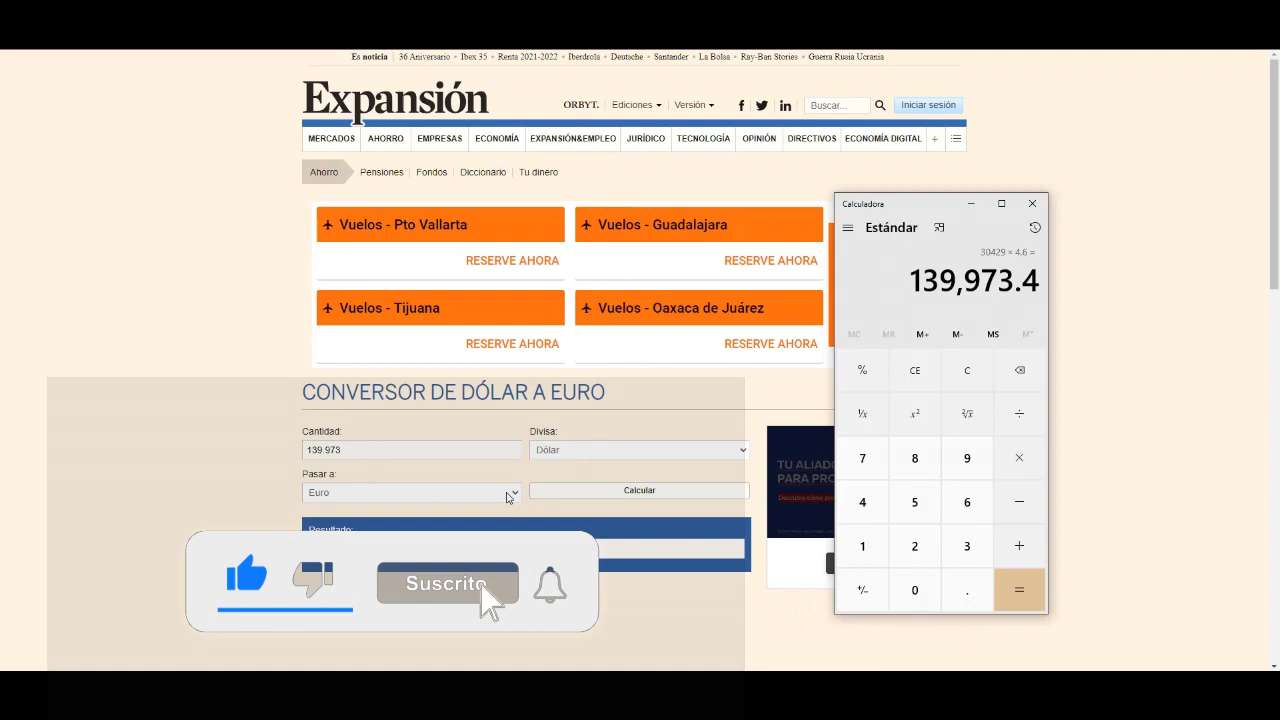 Es noticia 36 Aniversario Ibex 35 Renta 2021-2022 Iberdrola Deutsche Santander La Bolsa Ray-Ban Stories Guerra Rusia Ucrania
Expansión
ORBYT. Ediciones Versión Buscar... Iniciar sesión
MERCADOS AHORRO EMPRESAS ECONOMÍA EXPANSIÓN&EMPLEO JURÍDICO TECNOLOGÍA OPINIÓN DIRECTIVOS ECONOMÍA DIGITAL +
Ahorro Pensiones Fondos Diccionario Tu dinero
Vuelos - Pto Vallarta
RESERVE AHORA
Vuelos - Guadalajara
RESERVE AHORA
Vuelos - Tijuana
RESERVE AHORA
Vuelos - Oaxaca de Juárez
RESERVE AHORA
CONVERSOR DE DÓLAR A EURO
Cantidad:
139.973
Divisa:
Dólar
Pasar a:
Euro
Calcular
Resultado:
Suscrito
TU ALIAD
PARA PRO
Calculadora
Estándar
30429 × 4.6 =
139,973.4
MC MR M+ M- MS M˅
% CE C
¹/x x² ²√x ÷
7 8 9 ×
4 5 6 −
1 2 3 +
+/− 0 . =